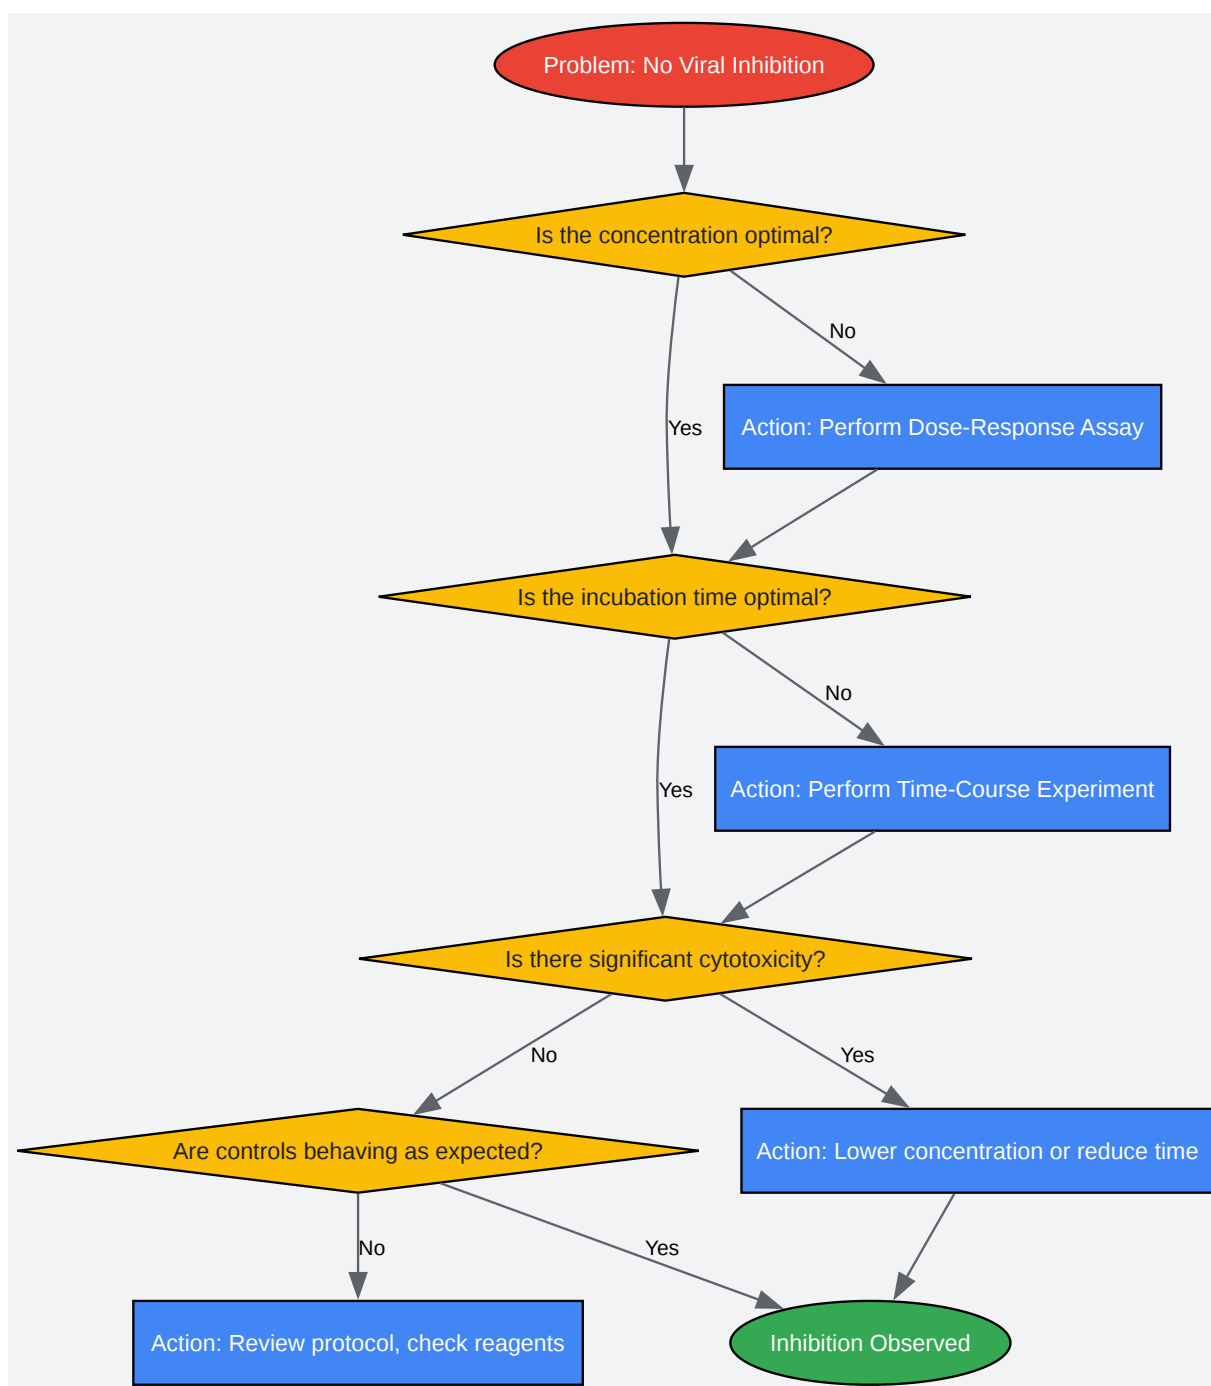 Problem: No Viral Inhibition
Is the concentration optimal?
No
Action: Perform Dose-Response Assay
Yes
Is the incubation time optimal?
No
Action: Perform Time-Course Experiment
Yes
Is there significant cytotoxicity?
No
Yes
Are controls behaving as expected?
Action: Lower concentration or reduce time
No
Yes
Action: Review protocol, check reagents
Inhibition Observed